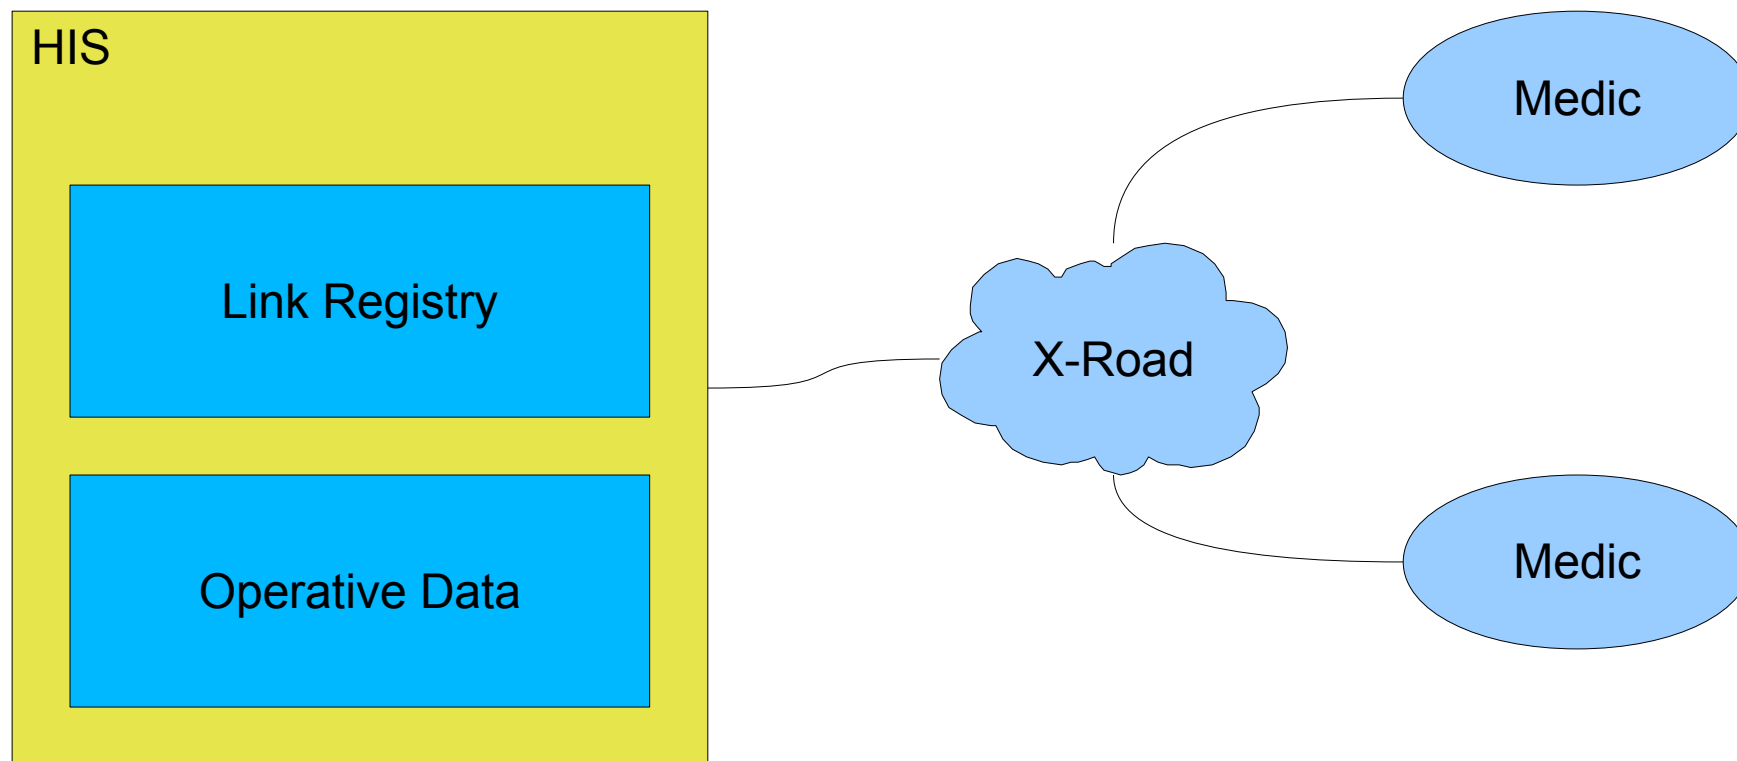 HIS
Medic
Link Registry
X-Road
Medic
Operative Data